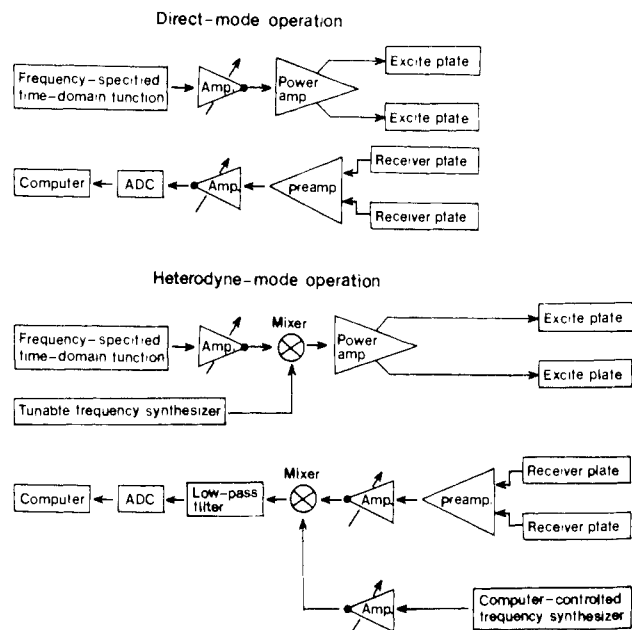 Direct-mode operation
Frequency-specified
time-domain function
Amp.
Power
amp
Excite plate
Excite plate
Computer
ADC
Amp.
preamp
Receiver plate
Receiver plate
Heterodyne-mode operation
Frequency-specified
time-domain function
Amp.
Mixer
Power
amp
Excite plate
Excite plate
Tunable frequency synthesizer
Computer
ADC
Low-pass
filter
Mixer
Amp.
preamp.
Receiver plate
Receiver plate
Amp.
Computer-controlled
frequency synthesizer